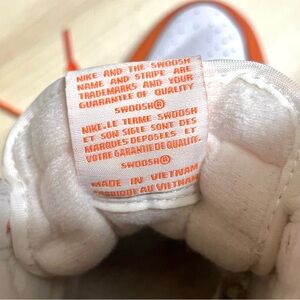 NIKE AND THE SWOOSH
NAME AND STRIPE ARE
TRADEMARKS AND YOUR
GUARANTEE OF QUALITY
SWOOSH®
NIKE.LE TERME SWOOSH
ET SON SIGLE SONT DES
MARQUES DEPOSÉES ET
VOTRE GARANTIE DE QUALITE.
SWOOSH®
MADE IN VIETNAM
FABRIQUE AU VIETNAM